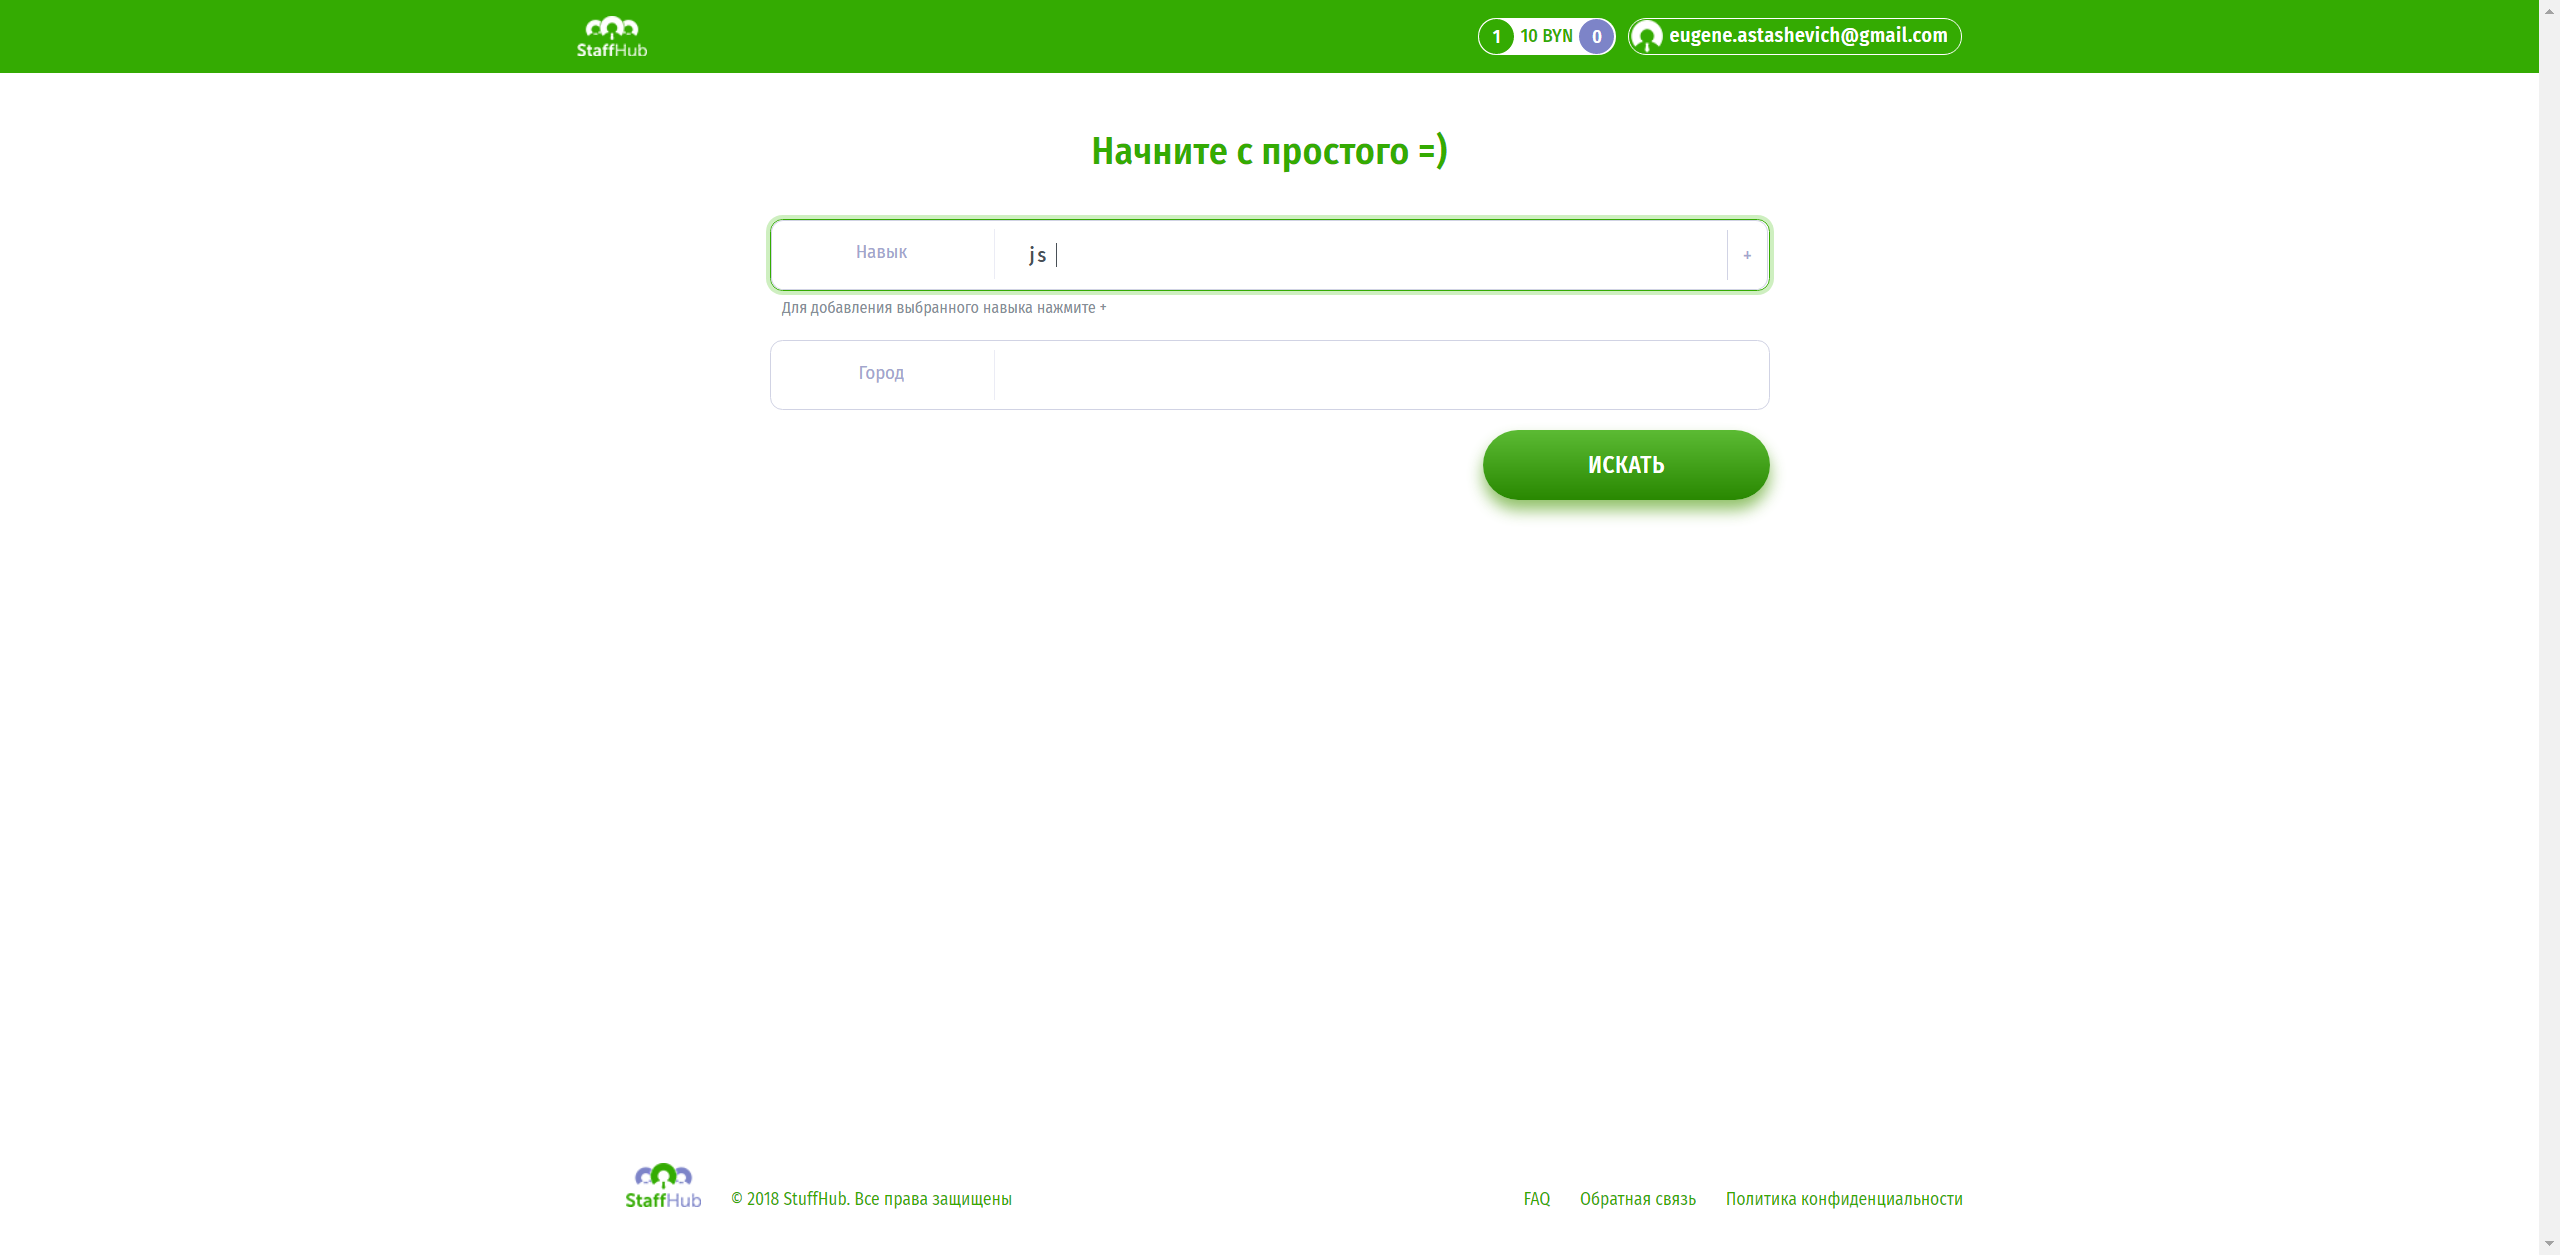 StaffHub
1 10 BYN 0 eugene.astashevich@gmail.com
Начните с простого =)
Навык js +
Для добавления выбранного навыка нажмите +
Город
ИСКАТЬ
StaffHub © 2018 StuffHub. Все права защищены FAQ Обратная связь Политика конфиденциальности